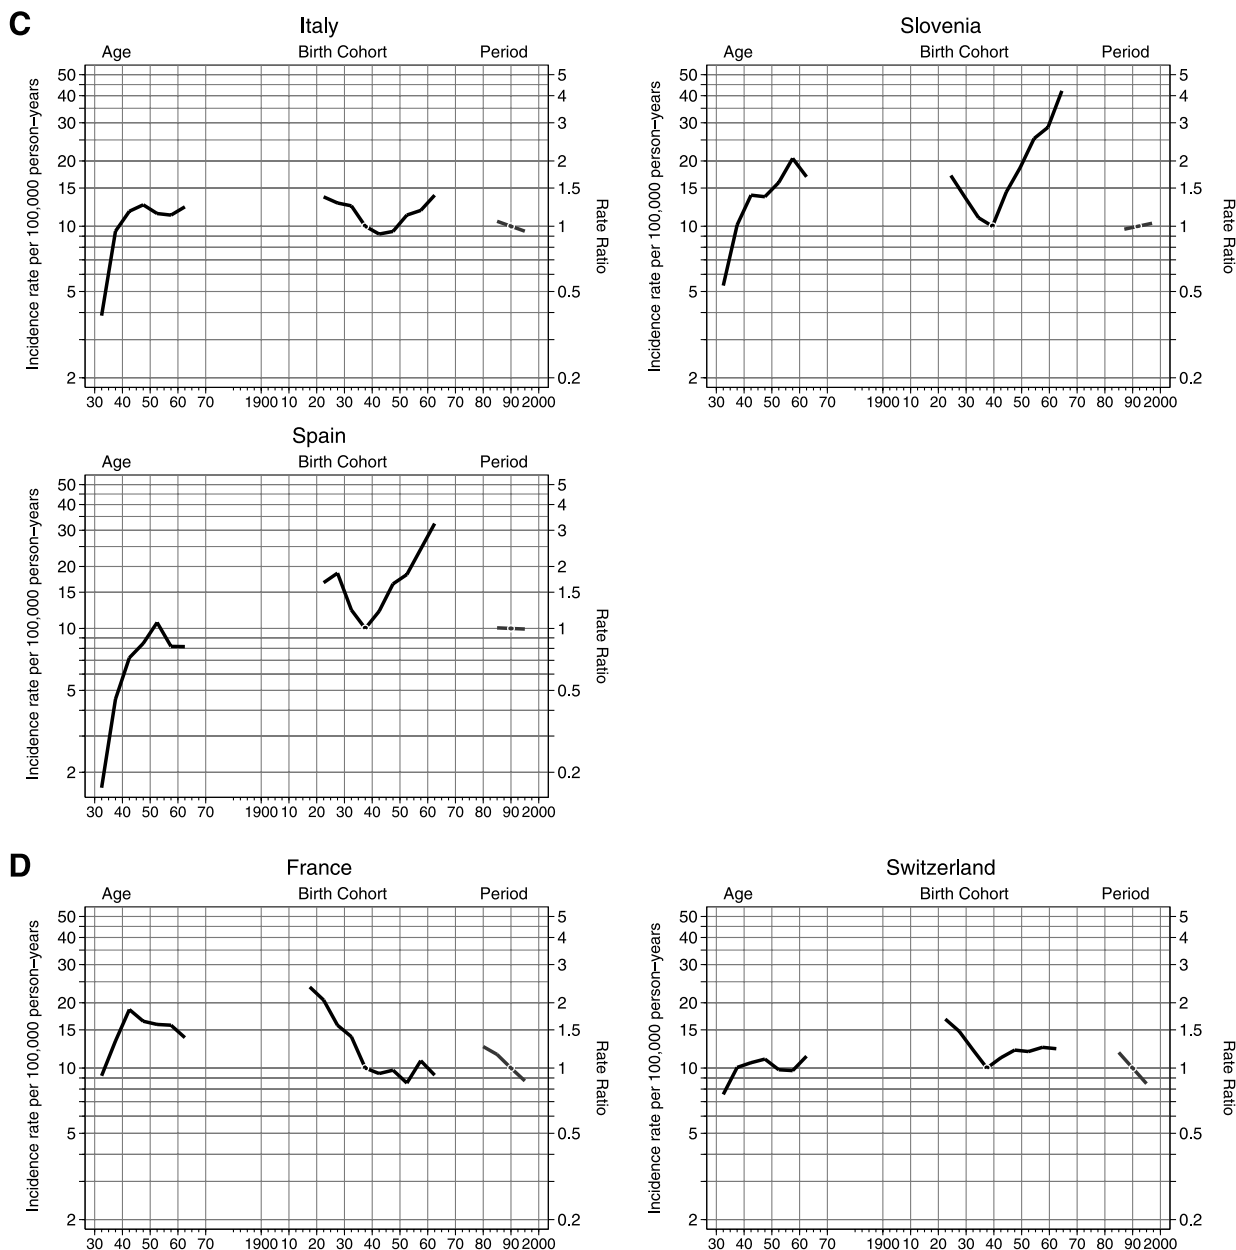 C
Italy
Age Birth Cohort Period
Incidence rate per 100,000 person–years
50 40 30 20 15 10 5 2
5 4 3 2 1.5 1 0.5 0.2
Rate Ratio
30 40 50 60 70 1900 10 20 30 40 50 60 70 80 90 2000
Slovenia
Age Birth Cohort Period
Incidence rate per 100,000 person–years
50 40 30 20 15 10 5 2
5 4 3 2 1.5 1 0.5 0.2
Rate Ratio
30 40 50 60 70 1900 10 20 30 40 50 60 70 80 90 2000
Spain
Age Birth Cohort Period
Incidence rate per 100,000 person–years
50 40 30 20 15 10 5 2
5 4 3 2 1.5 1 0.5 0.2
Rate Ratio
30 40 50 60 70 1900 10 20 30 40 50 60 70 80 90 2000
D
France
Age Birth Cohort Period
Incidence rate per 100,000 person–years
50 40 30 20 15 10 5 2
5 4 3 2 1.5 1 0.5 0.2
Rate Ratio
30 40 50 60 70 1900 10 20 30 40 50 60 70 80 90 2000
Switzerland
Age Birth Cohort Period
Incidence rate per 100,000 person–years
50 40 30 20 15 10 5 2
5 4 3 2 1.5 1 0.5 0.2
Rate Ratio
30 40 50 60 70 1900 10 20 30 40 50 60 70 80 90 2000